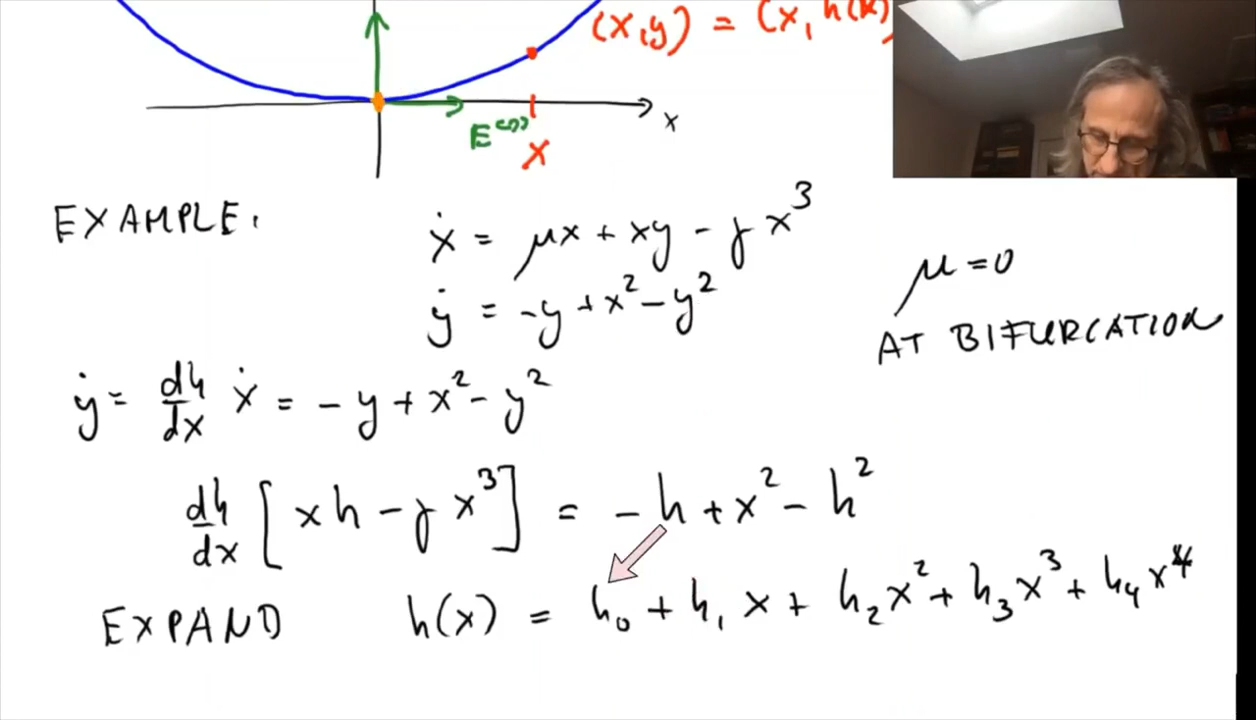 (x,y) = (x, h(x)
x
E⁽ᶜ⁾
x
EXAMPLE:
ẋ = μx + xy - γx³
ẏ = -y + x² - y²
μ = 0
AT BIFURCATION
ẏ = dh/dx ẋ = -y + x² - y²
dh/dx [xh - γx³] = -h + x² - h²
EXPAND h(x) = h₀ + h₁x + h₂x² + h₃x³ + h₄x⁴